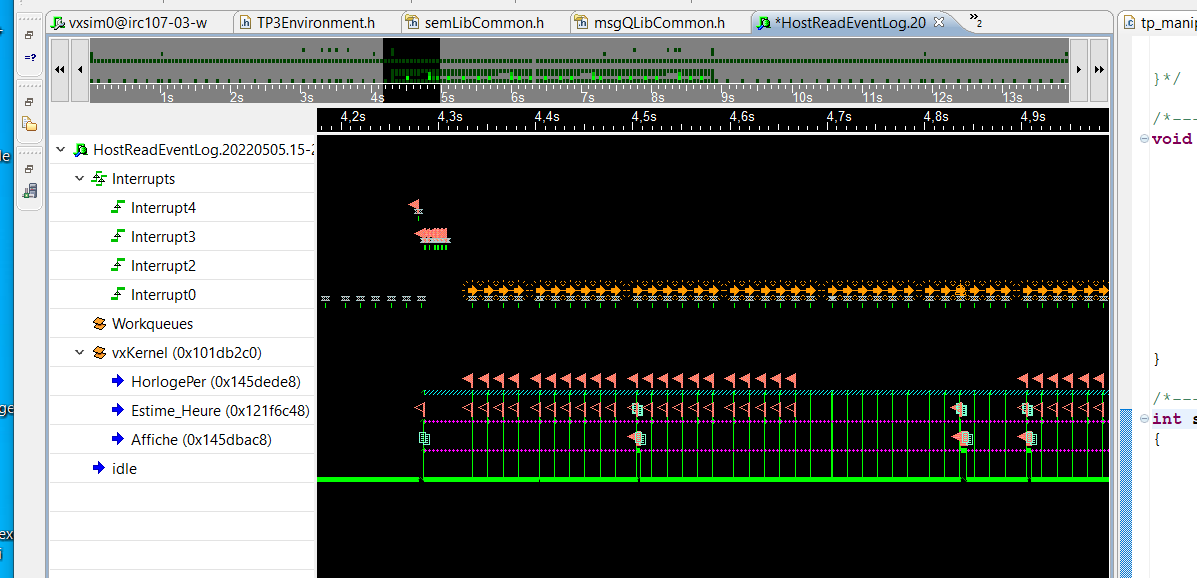 vxsim0@irc107-03-w TP3Environment.h semLibCommon.h msgQLibCommon.h *HostReadEventLog.20 »2 tp_manip
=?
1s 2s 3s 4s 5s 6s 7s 8s 9s 10s 11s 12s 13s
}*/
4,2s 4,3s 4,4s 4,5s 4,6s 4,7s 4,8s 4,9s
/*---
void
HostReadEventLog.20220505.15-2
Interrupts
Interrupt4
Interrupt3
Interrupt2
Interrupt0
Workqueues
vxKernel (0x101db2c0)
}
HorlogePer (0x145dede8)
/*---
Estime_Heure (0x121f6c48)
int s
Affiche (0x145dbac8)
{
idle